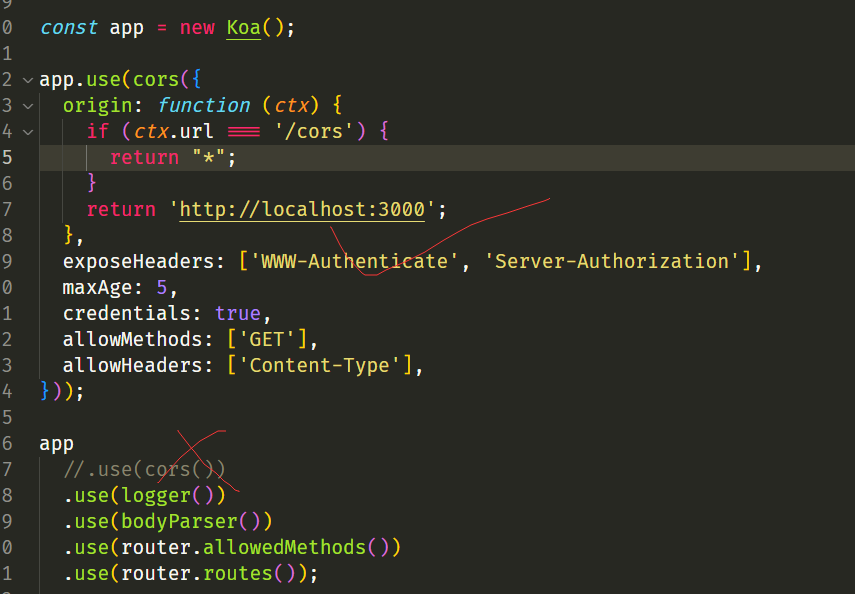 9
0 const app = new Koa();
1
2 app.use(cors({
3 origin: function (ctx) {
4 if (ctx.url === '/cors') {
5 return "*";
6 }
7 return 'http://localhost:3000';
8 },
9 exposeHeaders: ['WWW-Authenticate', 'Server-Authorization'],
0 maxAge: 5,
1 credentials: true,
2 allowMethods: ['GET'],
3 allowHeaders: ['Content-Type'],
4 }));
5
6 app
7 //.use(cors())
8 .use(logger())
9 .use(bodyParser())
0 .use(router.allowedMethods())
1 .use(router.routes());